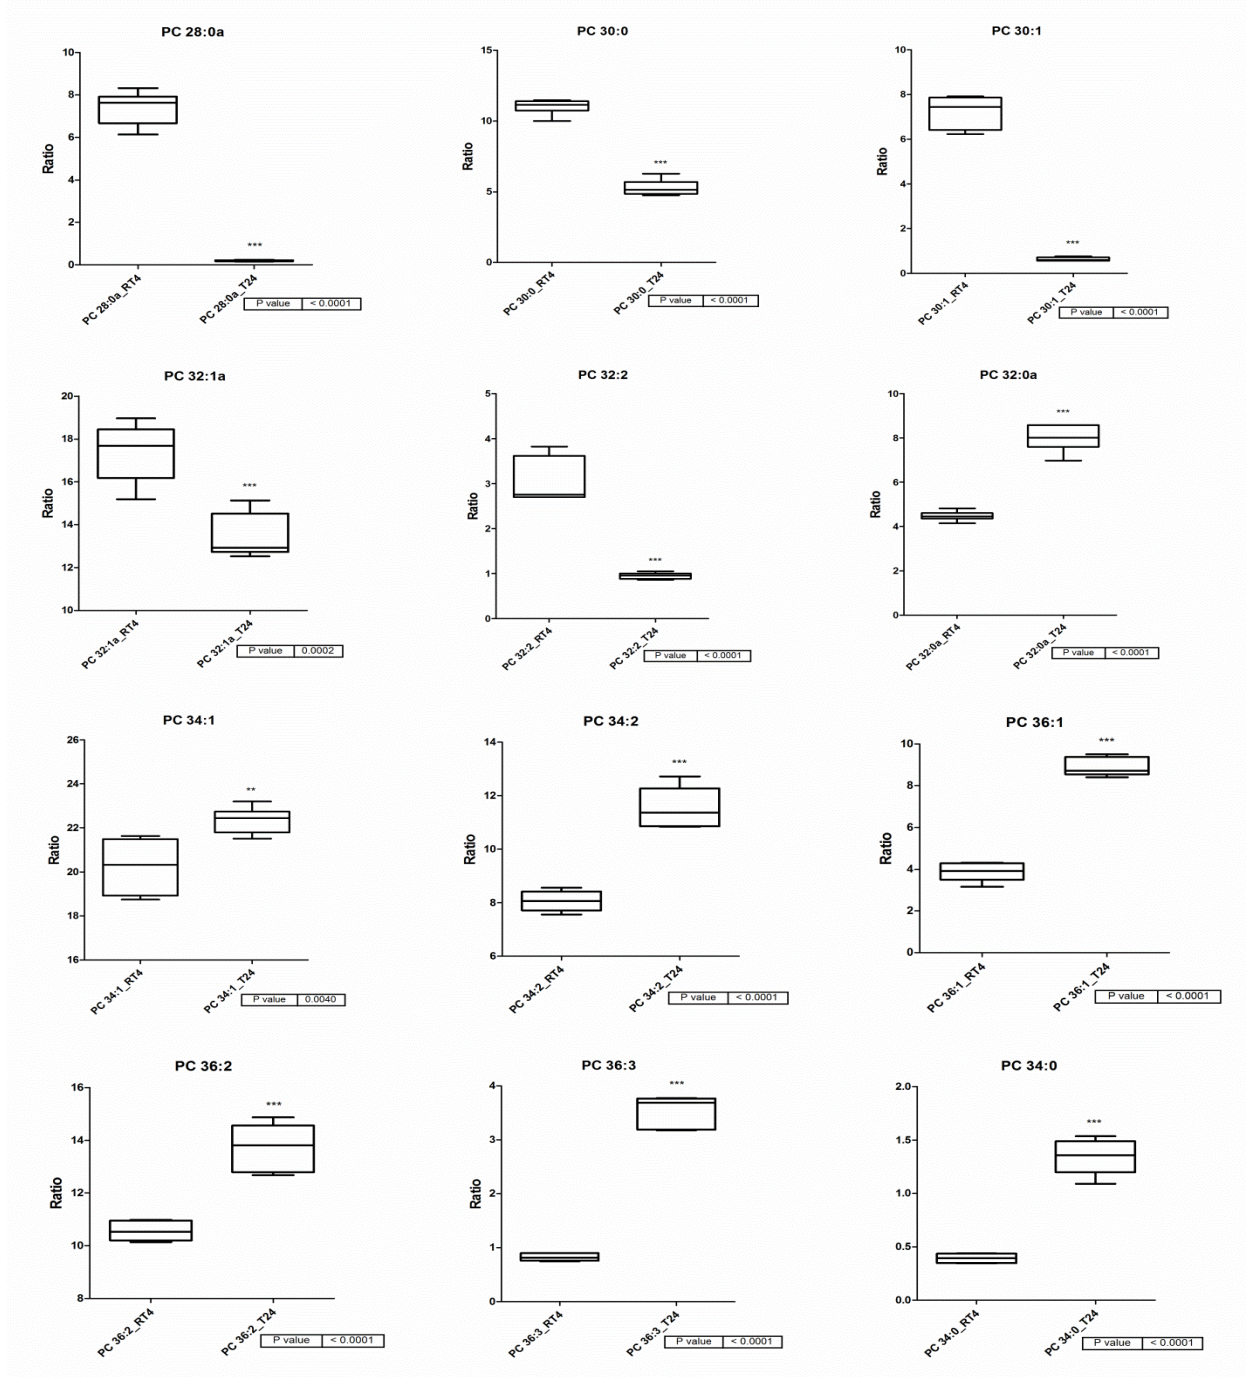 PC 28:0a
10
8
6
4
2
0
Ratio
***
PC 28:0a_RT4
PC 28:0a_T24
P value < 0.0001
PC 30:0
15
10
5
0
Ratio
***
PC 30:0_RT4
PC 30:0_T24
P value < 0.0001
PC 30:1
10
8
6
4
2
0
Ratio
***
PC 30:1_RT4
PC 30:1_T24
P value < 0.0001
PC 32:1a
20
18
16
14
12
10
Ratio
***
PC 32:1a_RT4
PC 32:1a_T24
P value 0.0002
PC 32:2
5
4
3
2
1
0
Ratio
***
PC 32:2_RT4
PC 32:2_T24
P value < 0.0001
PC 32:0a
10
8
6
4
2
0
Ratio
***
PC 32:0a_RT4
PC 32:0a_T24
P value < 0.0001
PC 34:1
26
24
22
20
18
16
Ratio
**
PC 34:1_RT4
PC 34:1_T24
P value 0.0040
PC 34:2
14
12
10
8
6
Ratio
***
PC 34:2_RT4
PC 34:2_T24
P value < 0.0001
PC 36:1
10
8
6
4
2
0
Ratio
***
PC 36:1_RT4
PC 36:1_T24
P value < 0.0001
PC 36:2
16
14
12
10
8
Ratio
***
PC 36:2_RT4
PC 36:2_T24
P value < 0.0001
PC 36:3
4
3
2
1
0
Ratio
***
PC 36:3_RT4
PC 36:3_T24
P value < 0.0001
PC 34:0
2.0
1.5
1.0
0.5
0.0
Ratio
***
PC 34:0_RT4
PC 34:0_T24
P value < 0.0001